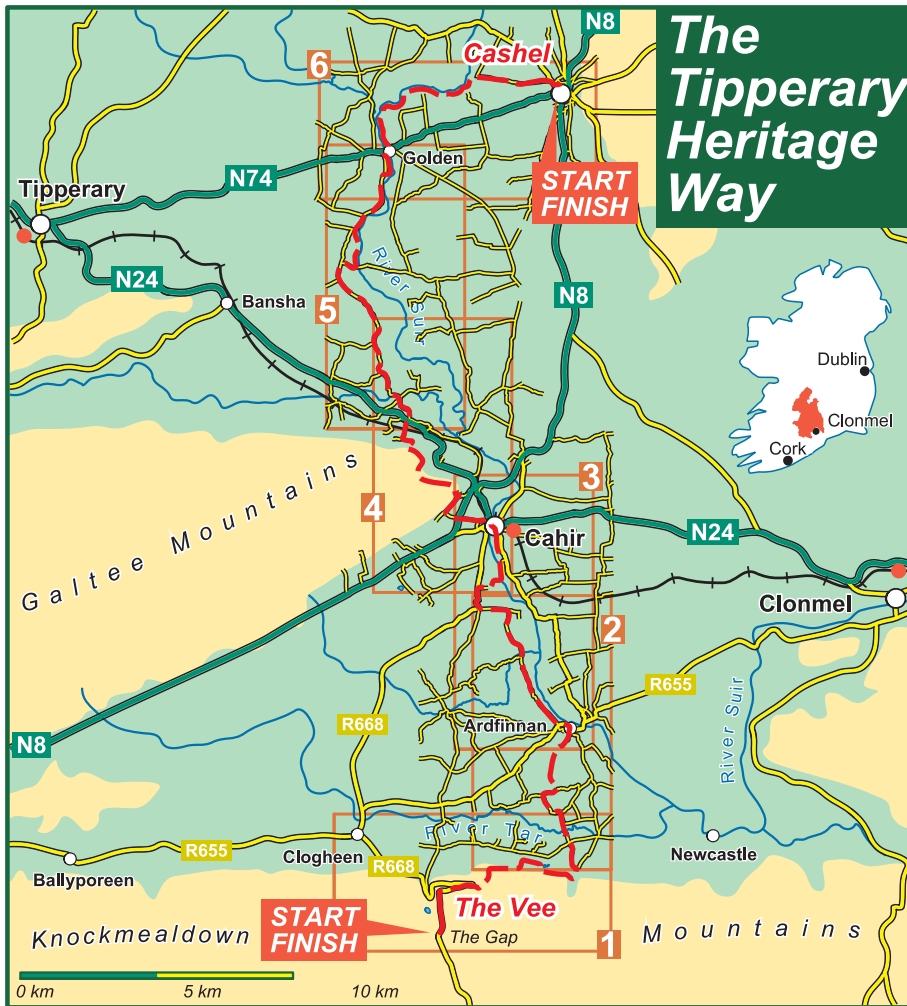 The
Tipperary
Heritage
Way
N8
Cashel
6
Golden
START
FINISH
N74
Tipperary
N24
River Suir
N8
Bansha
5
Dublin
Clonmel
Cork
3
4
Galtee Mountains
Cahir
N24
Clonmel
2
R655
River Suir
R668
Ardfinnan
N8
River Tar
Clogheen
Newcastle
R655
R668
Ballyporeen
The Vee
START
FINISH
The Gap
1
Knockmealdown Mountains
0 km 5 km 10 km